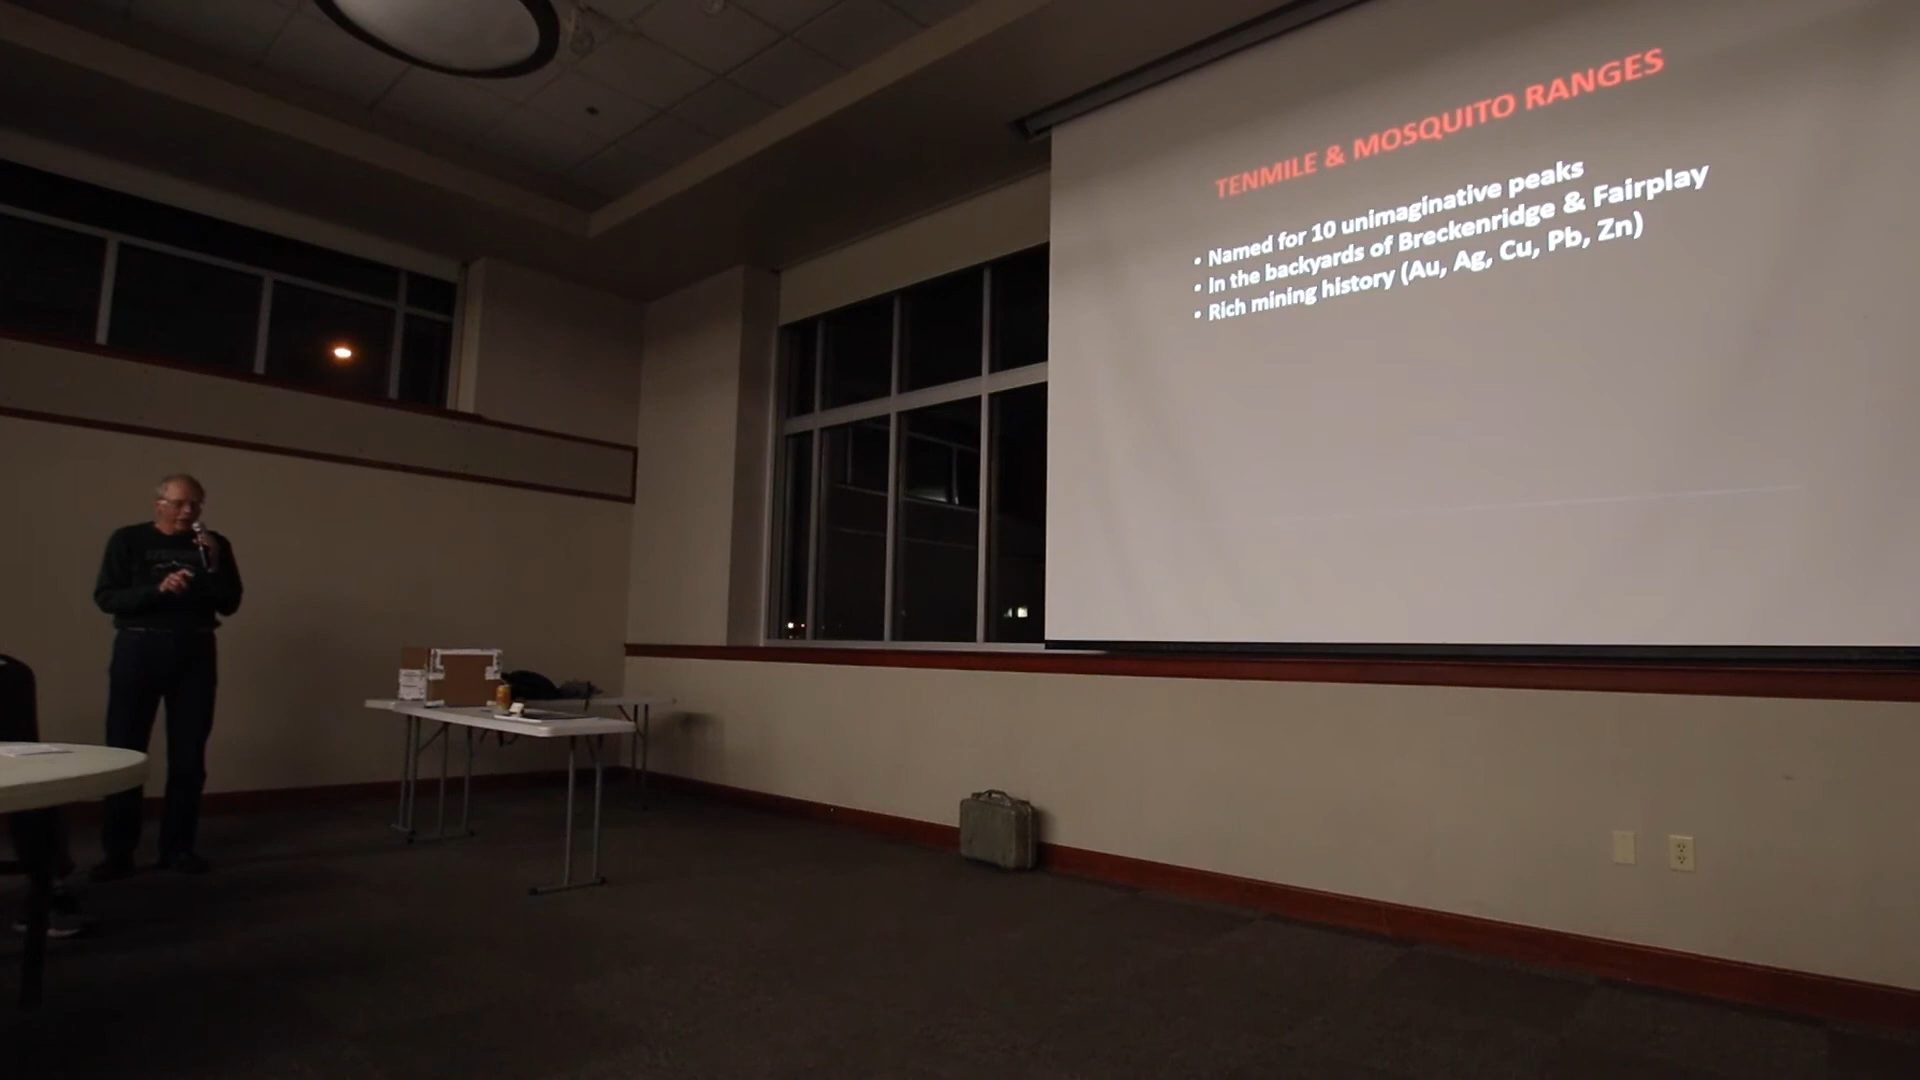 TENMILE & MOSQUITO RANGES
• Named for 10 unimaginative peaks
• In the backyards of Breckenridge & Fairplay
• Rich mining history (Au, Ag, Cu, Pb, Zn)